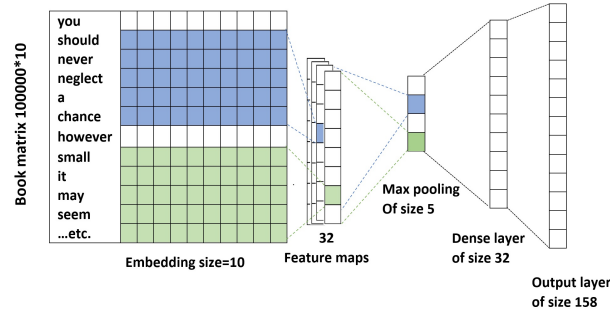 Book matrix 100000*10
you
should
never
neglect
a
chance
however
small
it
may
seem
...etc.
Embedding size=10
32
Feature maps
Max pooling
Of size 5
Dense layer
of size 32
Output layer
of size 158